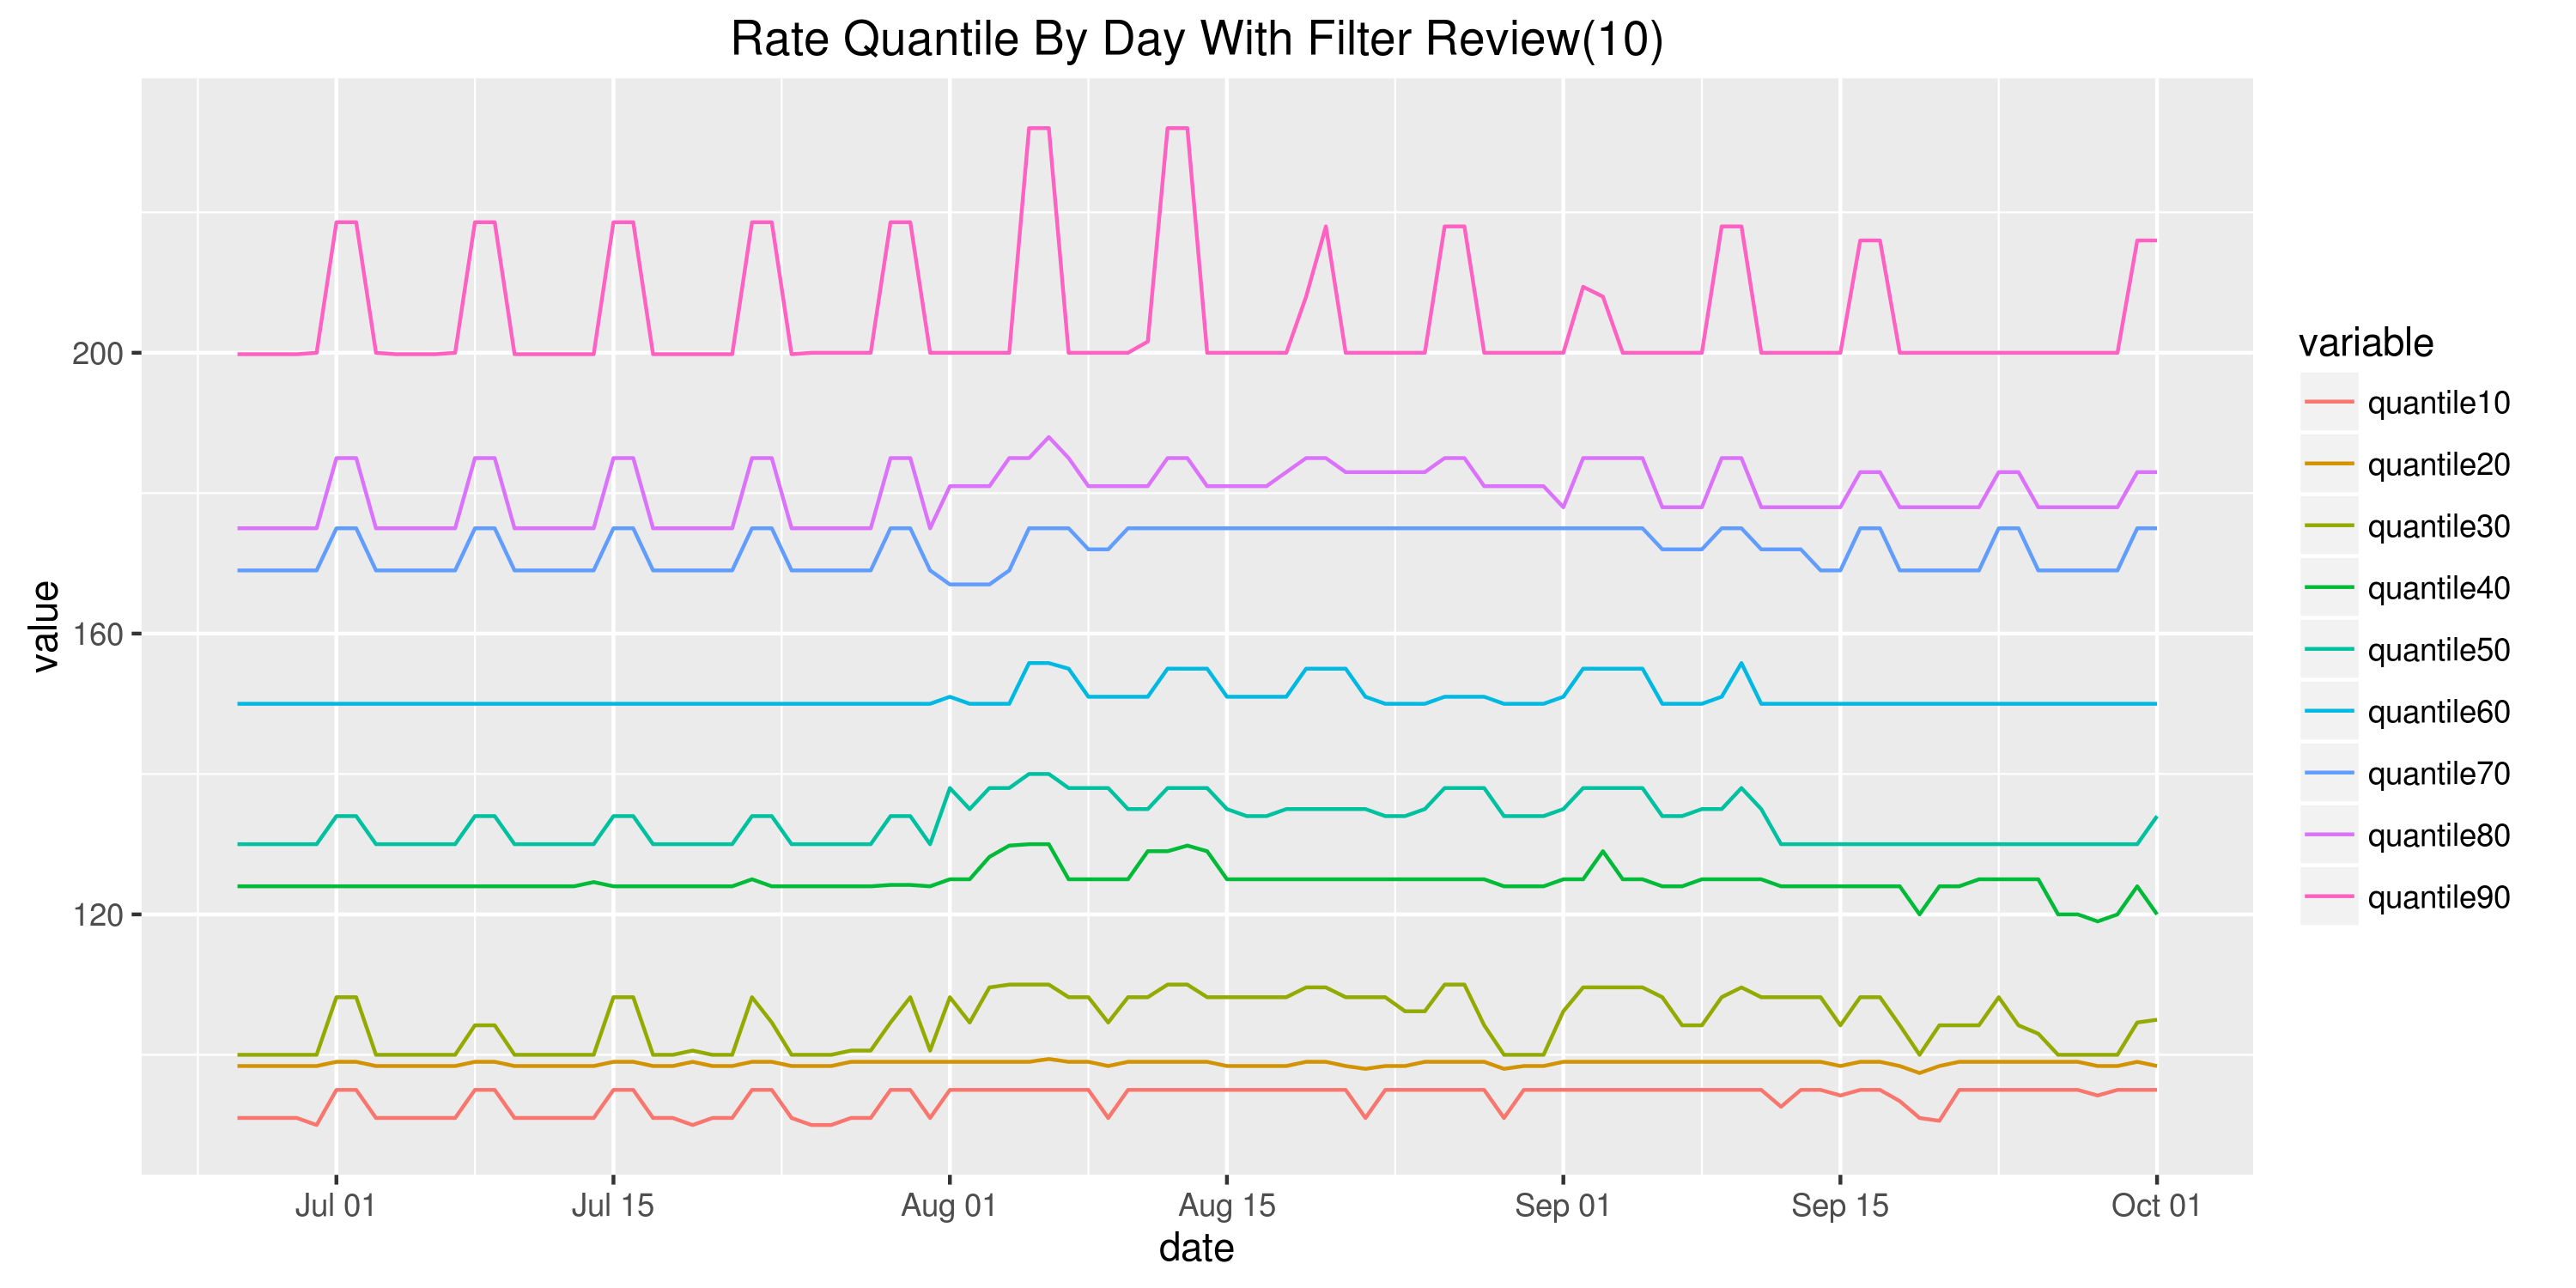 Rate Quantile By Day With Filter Review(10)
value
200
160
120
Jul 01
Jul 15
Aug 01
Aug 15
Sep 01
Sep 15
Oct 01
date
variable
quantile10
quantile20
quantile30
quantile40
quantile50
quantile60
quantile70
quantile80
quantile90